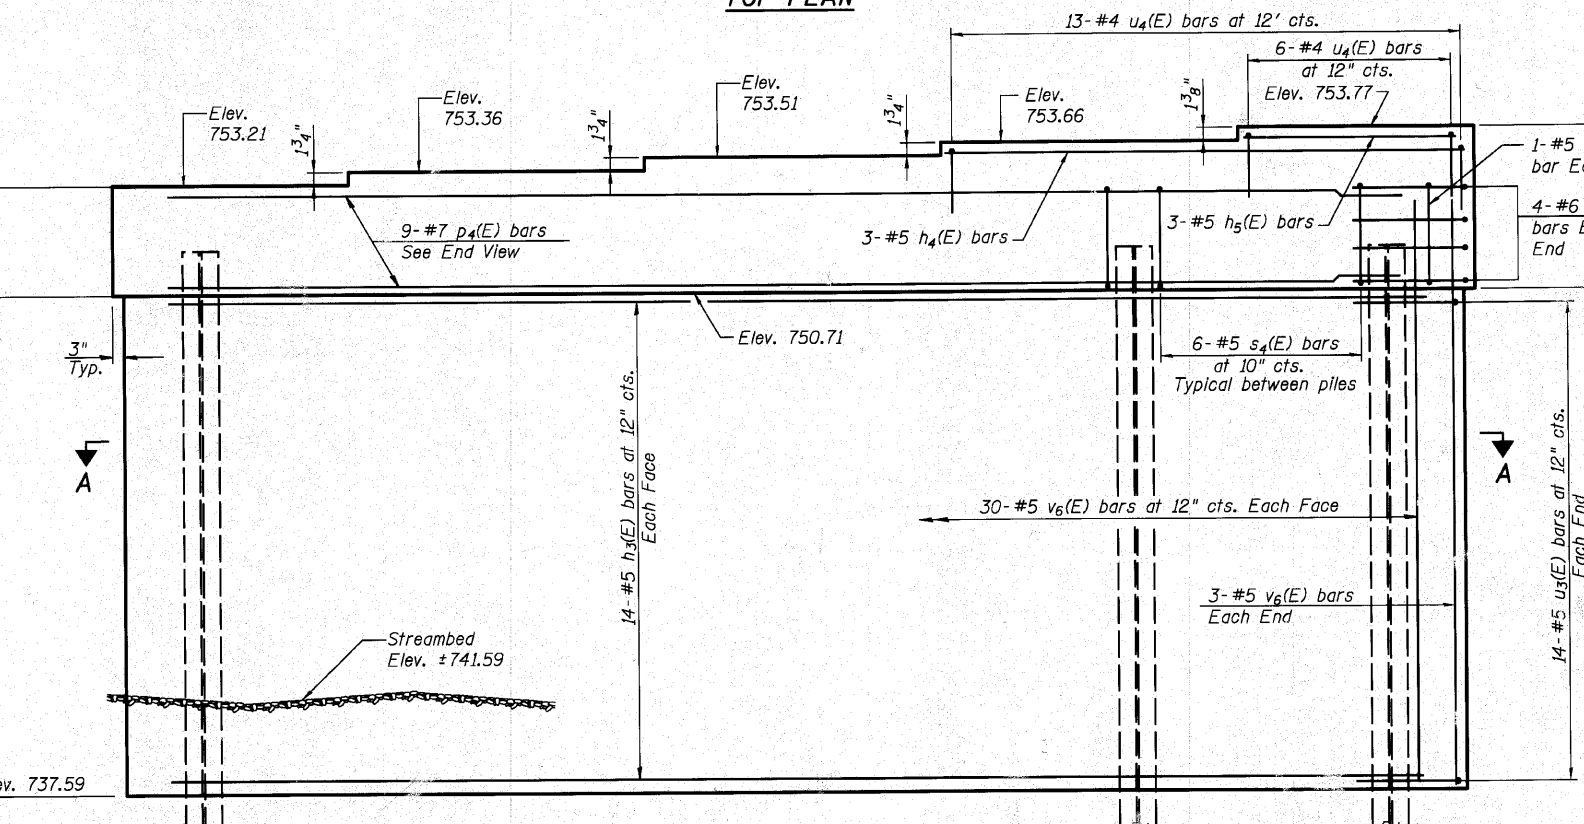 TOP PLAN
13-#4 u4(E) bars at 12' cts.
6-#4 u4(E) bars
at 12" cts.
Elev. 753.77
Elev.
753.66
Elev.
753.51
Elev.
753.36
Elev.
753.21
1¾"
1¾"
1¾"
1⅜"
1-#5
bar
4-#6
bars
End
9-#7 p4(E) bars
See End View
3-#5 h4(E) bars
3-#5 h5(E) bars
Elev. 750.71
3"
Typ.
6-#5 s4(E) bars
at 10" cts.
Typical between piles
14-#5 h3(E) bars at 12" cts.
Each Face
A
A
30-#5 v6(E) bars at 12" cts. Each Face
3-#5 v6(E) bars
Each End
14-#5 u3(E) bars at 12" cts.
Each End
Streambed
Elev. ±741.59
737.59